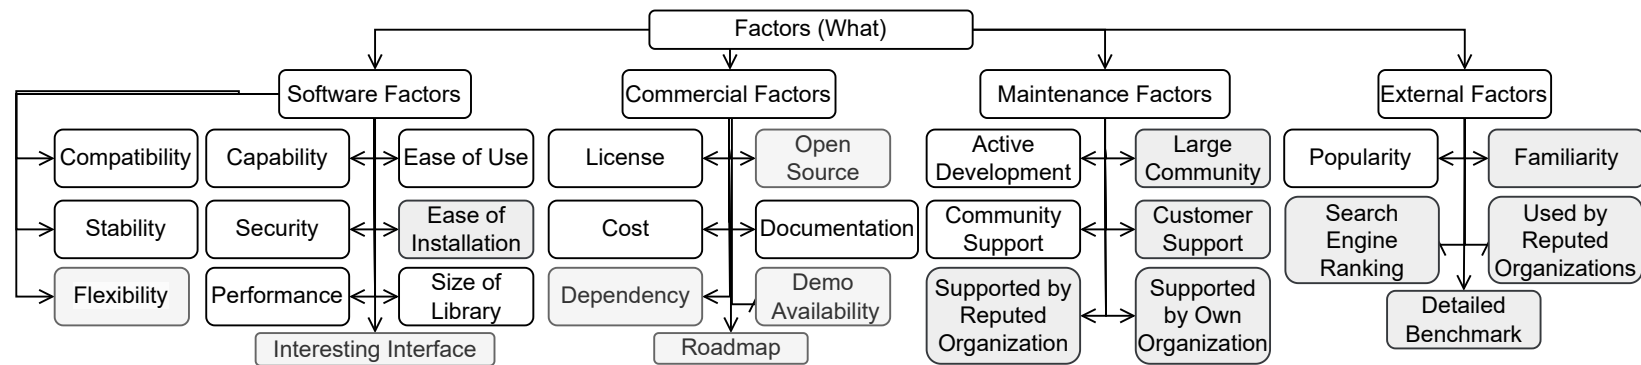 Factors (What)
Software Factors
Commercial Factors
Maintenance Factors
External Factors
Compatibility
Capability
Ease of Use
Stability
Security
Ease of
Installation
Flexibility
Performance
Size of
Library
Interesting Interface
License
Open
Source
Cost
Documentation
Dependency
Demo
Availability
Roadmap
Active
Development
Large
Community
Community
Support
Customer
Support
Supported by
Reputed
Organization
Supported
by Own
Organization
Popularity
Familiarity
Search
Engine
Ranking
Used by
Reputed
Organizations
Detailed
Benchmark